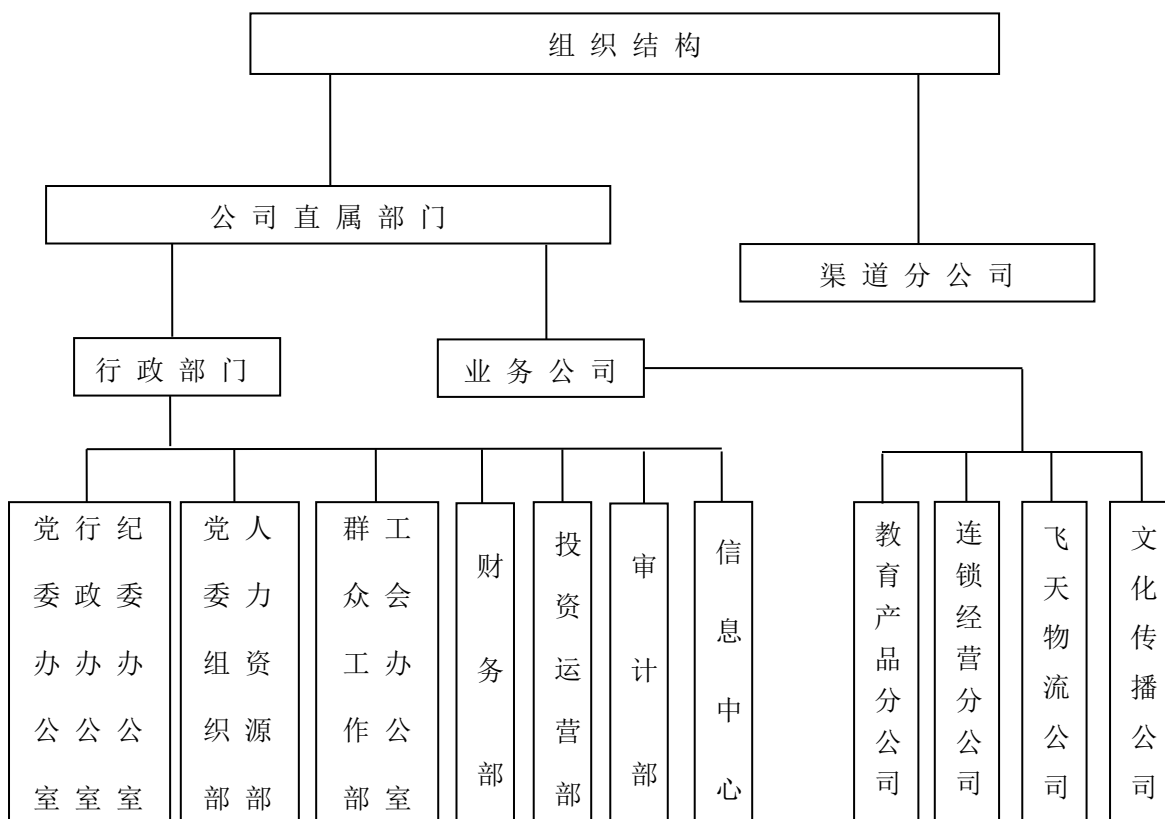 组织结构
公司直属部门
渠道分公司
行政部门
业务公司
党委办公室
行政办公室
纪委办公室
党委组织部
人力资源部
群众工作部
工会办公室
财务部
投资运营部
审计部
信息中心
教育产品分公司
连锁经营分公司
飞天物流公司
文化传播公司